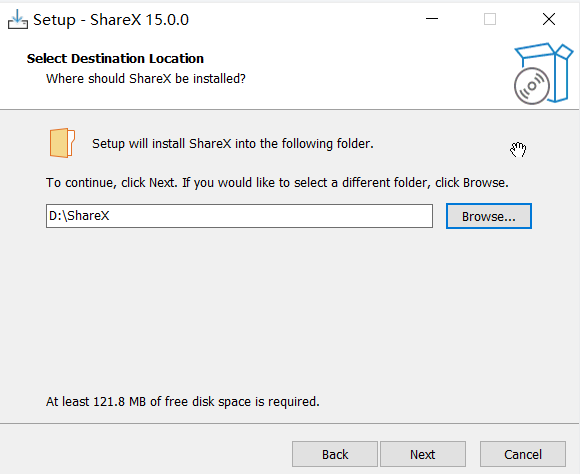 Setup - ShareX 15.0.0
Select Destination Location
Where should ShareX be installed?
Setup will install ShareX into the following folder.
To continue, click Next. If you would like to select a different folder, click Browse.
D:\ShareX
Browse...
At least 121.8 MB of free disk space is required.
Back
Next
Cancel